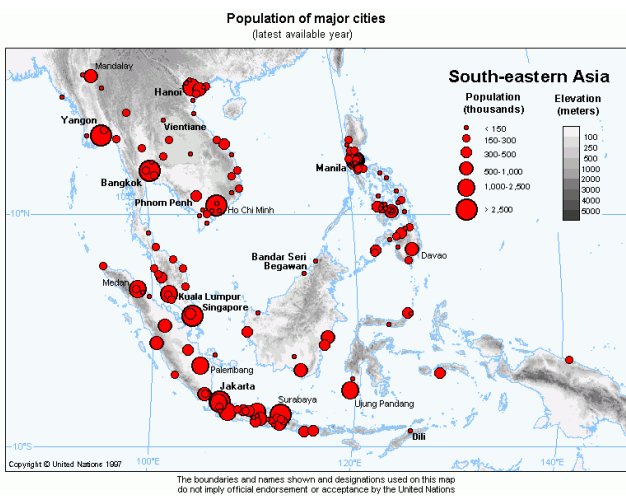 Population of major cities
(latest available year)
South-eastern Asia
Population
(thousands)
Elevation
(meters)
< 150
150-300
300-500
500-1,000
1,000-2,500
> 2,500
100
250
500
1000
2000
3000
4000
5000
Mandalay
Hanoi
Yangon
Vientiane
Manila
Bangkok
Phnom Penh
Ho Chi Minh
10°N
Bandar Seri
Begawan
Davao
Medan
Kuala Lumpur
Singapore
Palembang
Jakarta
Surabaya
Ujung Pandang
Dili
10°S
Copyright © United Nations 1997
100°E
120°E
140°E
The boundaries and names shown and designations used on this map
do not imply official endorsement or acceptance by the United Nations